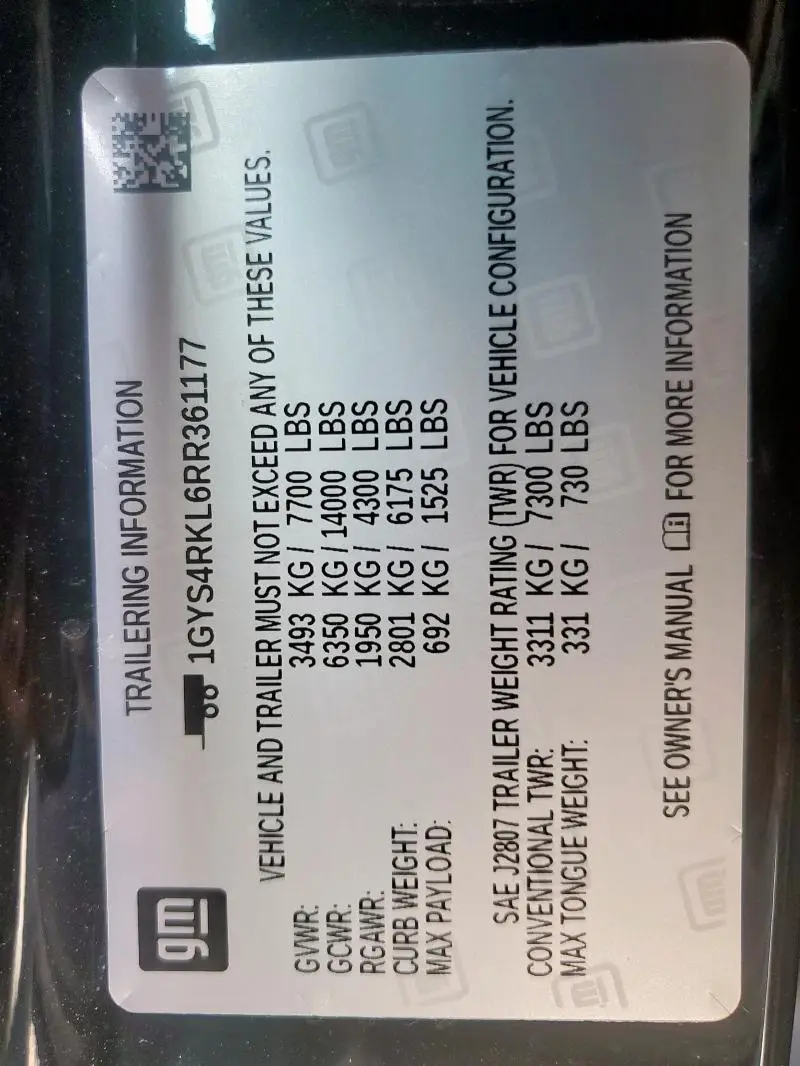 gm
TRAILERING INFORMATION
1GYS4RKL6RR361177
VEHICLE AND TRAILER MUST NOT EXCEED ANY OF THESE VALUES.
GVWR: 3493 KG / 7700 LBS
GCWR: 6350 KG / 14000 LBS
RGAWR: 1950 KG / 4300 LBS
CURB WEIGHT: 2801 KG / 6175 LBS
MAX PAYLOAD: 692 KG / 1525 LBS
SAE J2807 TRAILER WEIGHT RATING (TWR) FOR VEHICLE CONFIGURATION.
CONVENTIONAL TWR: 3311 KG / 7300 LBS
MAX TONGUE WEIGHT: 331 KG / 730 LBS
SEE OWNER'S MANUAL FOR MORE INFORMATION